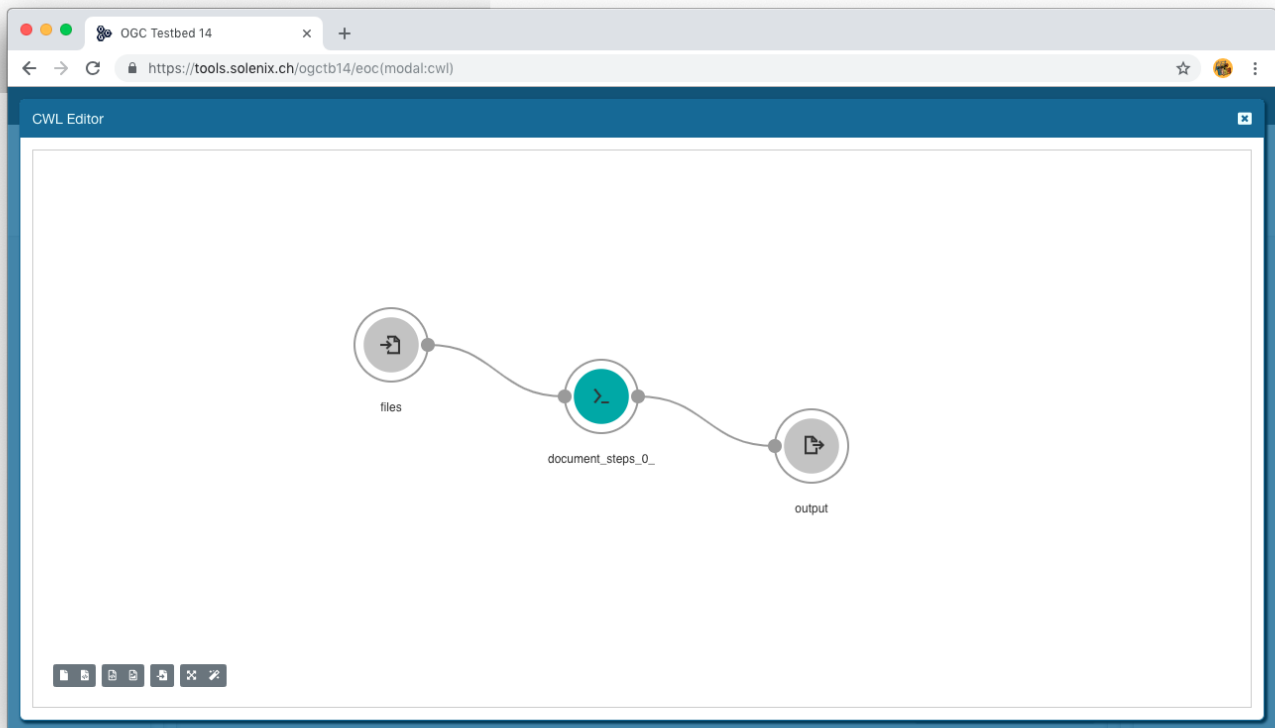 OGC Testbed 14
https://tools.solenix.ch/ogctb14/eoc(modal:cwl)
CWL Editor
files
document_steps_0_
output